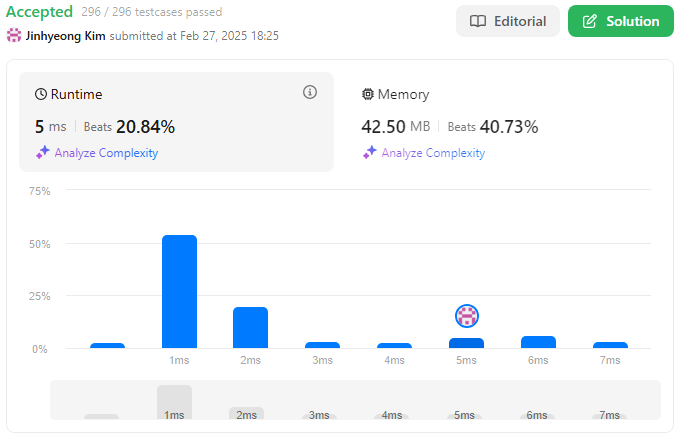 Accepted 296 / 296 testcases passed
Editorial
Solution
Jinhyeong Kim submitted at Feb 27, 2025 18:25
Runtime
5 ms Beats 20.84%
Analyze Complexity
Memory
42.50 MB Beats 40.73%
Analyze Complexity
75%
50%
25%
0%
1ms 2ms 3ms 4ms 5ms 6ms 7ms
1ms 2ms 3ms 4ms 5ms 6ms 7ms